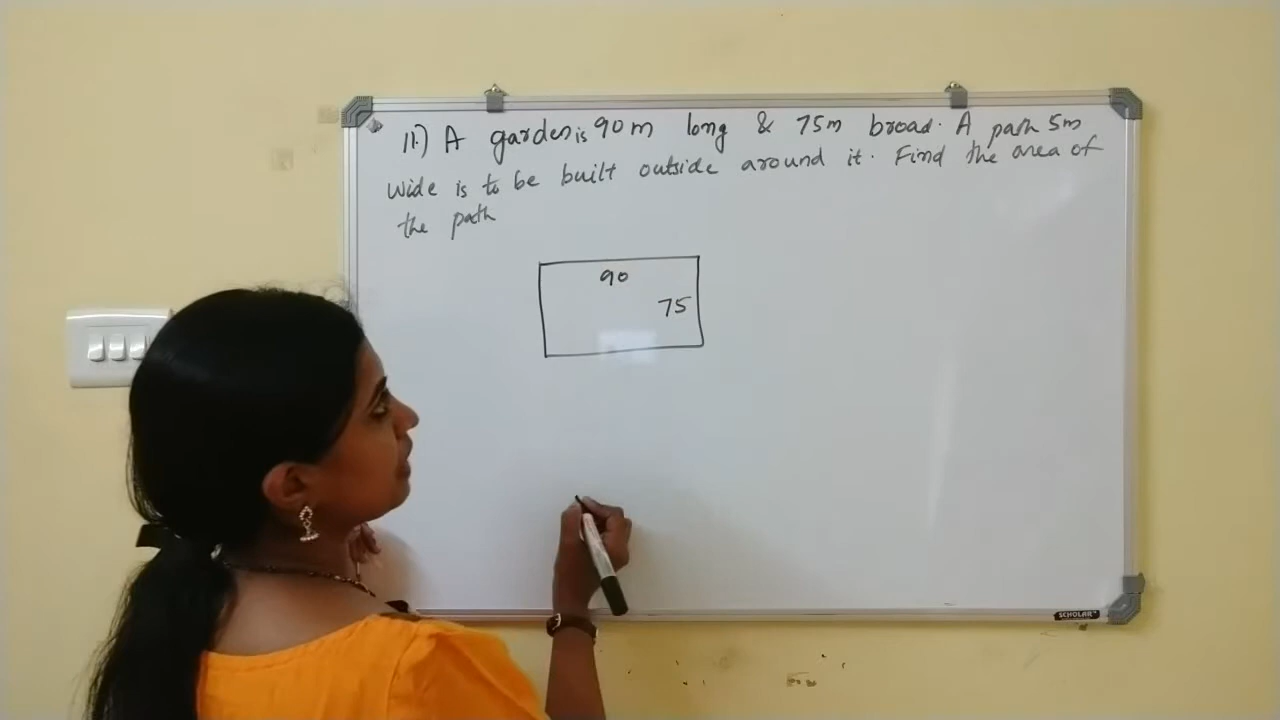 11.) A garden is 90m long & 75m broad. A path 5m
wide is to be built outside around it. Find the area of
the path
90
75
SCHOLAR